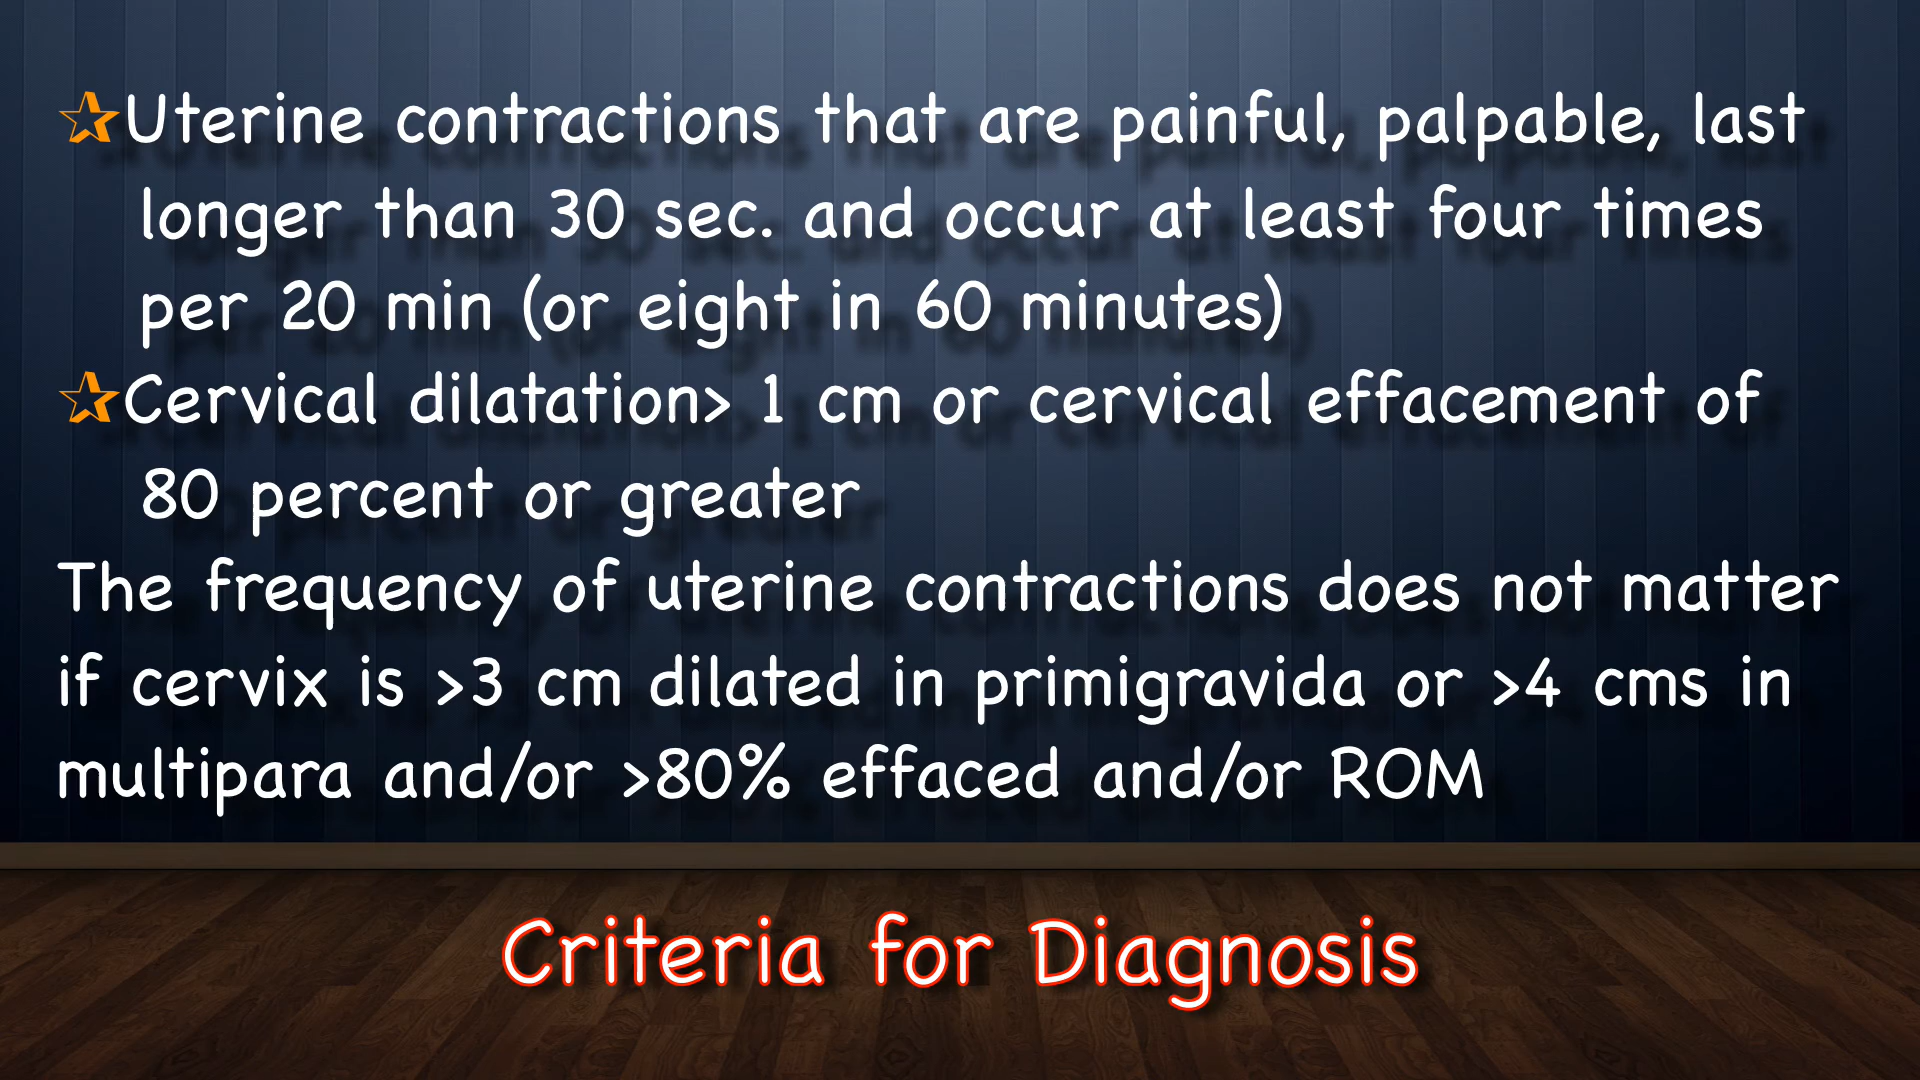 ☆Uterine contractions that are painful, palpable, last
longer than 30 sec. and occur at least four times
per 20 min (or eight in 60 minutes)
☆Cervical dilatation> 1 cm or cervical effacement of
80 percent or greater
The frequency of uterine contractions does not matter
if cervix is >3 cm dilated in primigravida or >4 cms in
multipara and/or >80% effaced and/or ROM
Criteria for Diagnosis